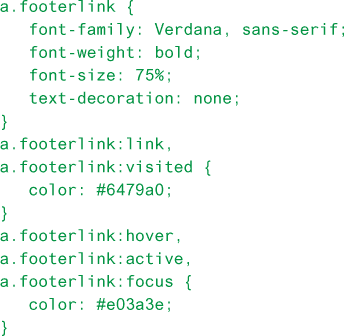 a.footerlink {
   font-family: Verdana, sans-serif;
   font-weight: bold;
   font-size: 75%;
   text-decoration: none;
}
a.footerlink:link,
a.footerlink:visited {
   color: #6479a0;
}
a.footerlink:hover,
a.footerlink:active,
a.footerlink:focus {
   color: #e03a3e;
}